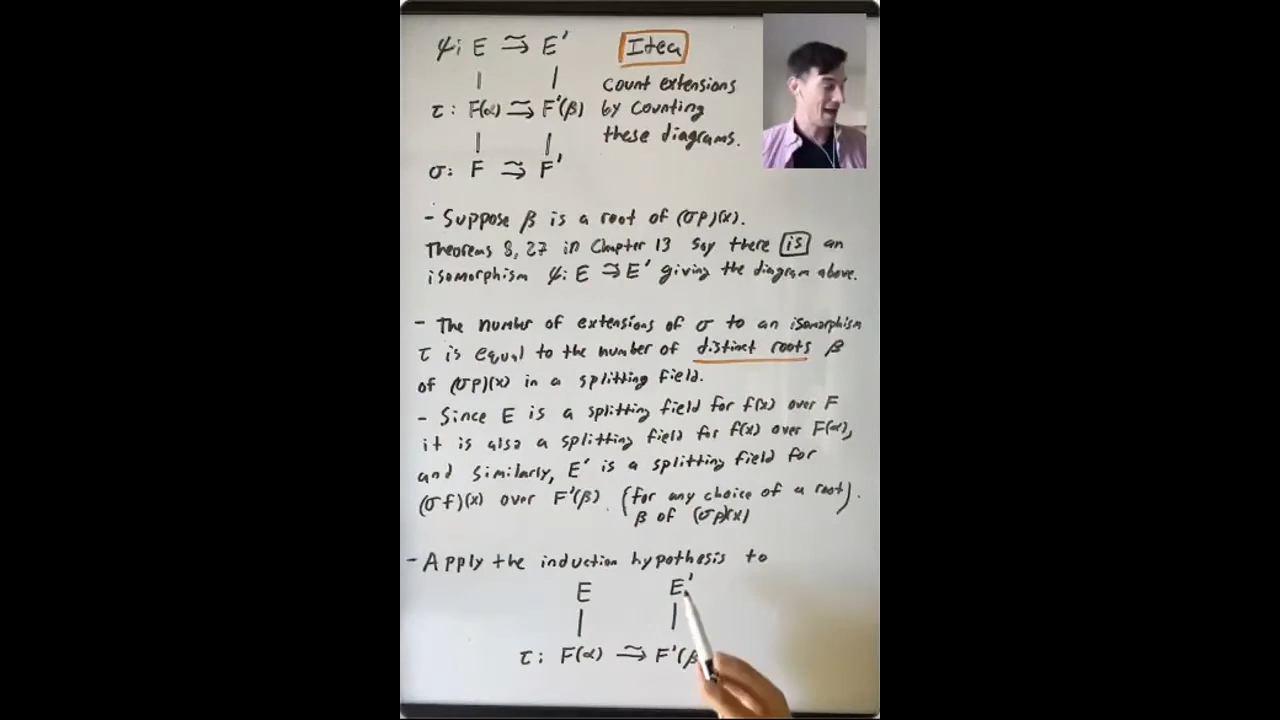 ψ: E ⥲ E'
Idea
count extensions
τ: F(α) ⥲ F'(β) by counting
these diagrams.
σ: F ⥲ F'
- Suppose β is a root of (σp)(x).
Theorems 8, 27 in Chapter 13 say there is an
isomorphism ψ: E ⥲ E' giving the diagram above.
- The number of extensions of σ to an isomorphism
τ is equal to the number of distinct roots β
of (σp)(x) in a splitting field.
- Since E is a splitting field for f(x) over F
it is also a splitting field for f(x) over F(α),
and similarly, E' is a splitting field for
(σf)(x) over F'(β) (for any choice of a root).
β of (σp)(x)
- Apply the induction hypothesis to
E E'
τ: F(α) ⥲ F'(β